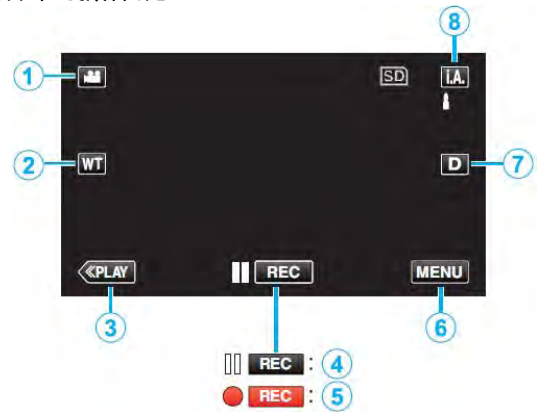 8
1 SD i.A.
2 WT D 7
≪PLAY REC MENU
3 6
REC : 4
REC : 5